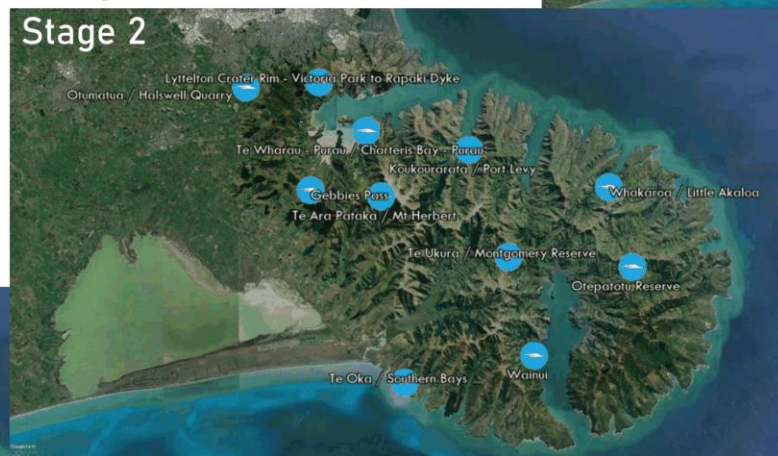 Stage 2
Lyttelton Crater Rim - Victoria Park to Rapaki Dyke
Otumatua / Halswell Quarry
Te Wharau - Purau / Charteris Bay - Purau
Koukourarata / Port Levy
Gebbies Pass
Whakaroa / Little Akaloa
Te Ara Pataka / Mt Herbert
Te Ukura / Montgomery Reserve
Otepatotu Reserve
Wainui
Te Oka / Southern Bays